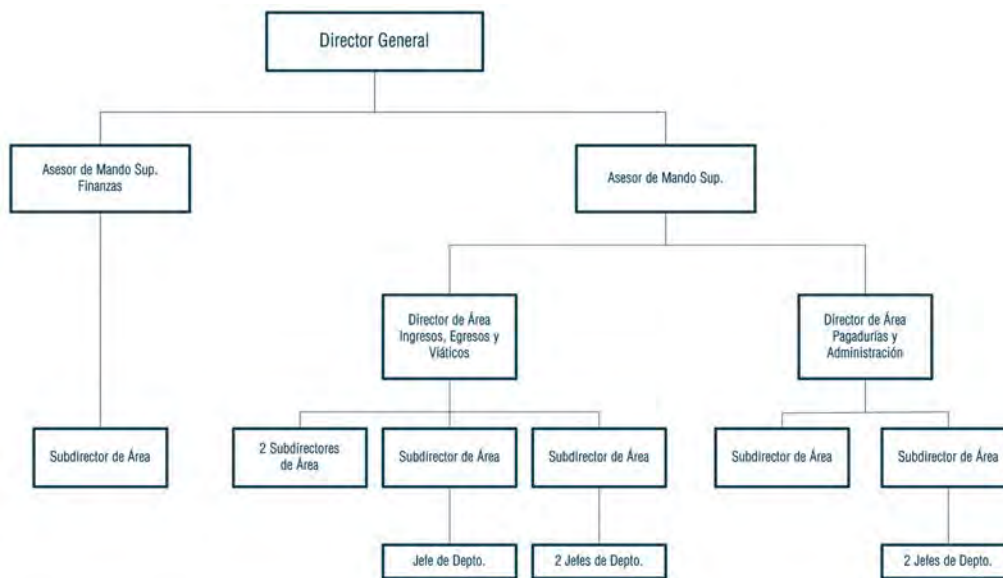 Director General
Asesor de Mando Sup.
Finanzas
Asesor de Mando Sup.
Director de Área
Ingresos, Egresos y
Viáticos
Director de Área
Pagadurías y
Administración
Subdirector de Área
2 Subdirectores
de Área
Subdirector de Área
Subdirector de Área
Subdirector de Área
Subdirector de Área
Jefe de Depto.
2 Jefes de Depto.
2 Jefes de Depto.